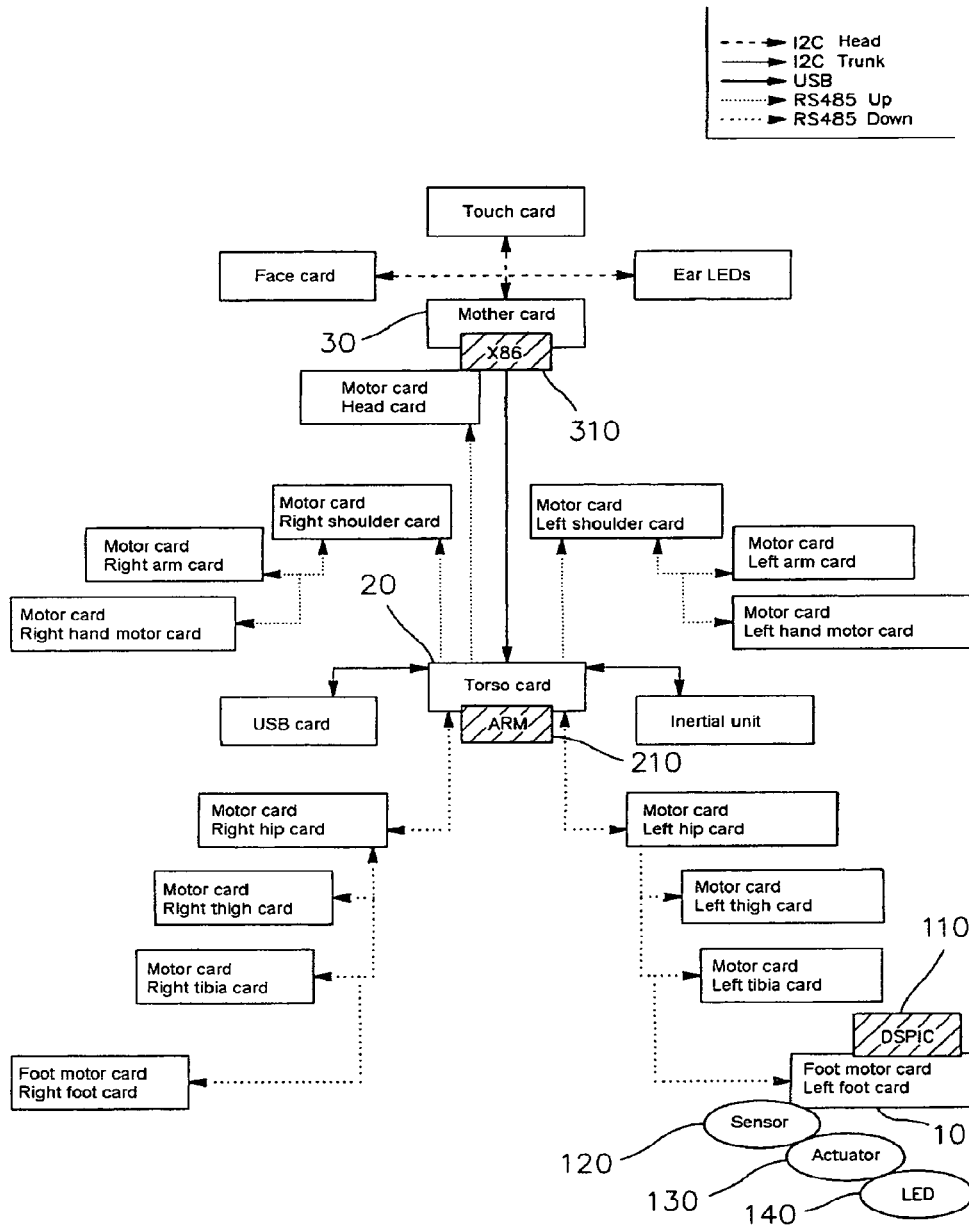 I2C Head
I2C Trunk
USB
RS485 Up
RS485 Down
Touch card
Face card
Ear LEDs
Mother card
30
X86
310
Motor card
Head card
Motor card
Right shoulder card
Motor card
Left shoulder card
Motor card
Right arm card
Motor card
Left arm card
Motor card
Right hand motor card
Motor card
Left hand motor card
20
Torso card
USB card
ARM
Inertial unit
210
Motor card
Right hip card
Motor card
Left hip card
Motor card
Right thigh card
Motor card
Left thigh card
110
Motor card
Right tibia card
Motor card
Left tibia card
DSPIC
Foot motor card
Right foot card
Foot motor card
Left foot card
10
Sensor
120
Actuator
130
LED
140